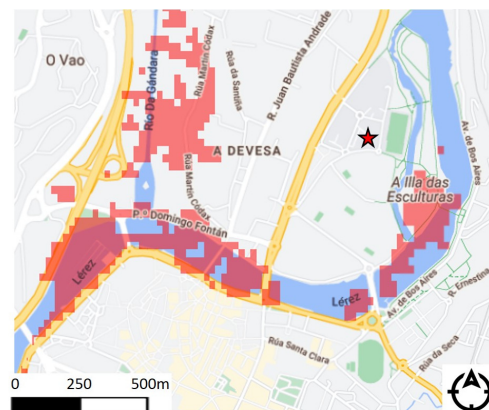 O Vao
Río Da Gándara
Rúa Martín Códax
Rúa da Santiña
R. Juan Bautista Andrade
Av. de Bos Aires
A DEVESA
Rúa Martín Códax
A Illa das
Esculturas
P.º Domingo Fontán
Lérez
Lérez
Av. de Bos Aires
R. Ernestina
Rúa Santa Clara
Rúa da Seca
0 250 500m